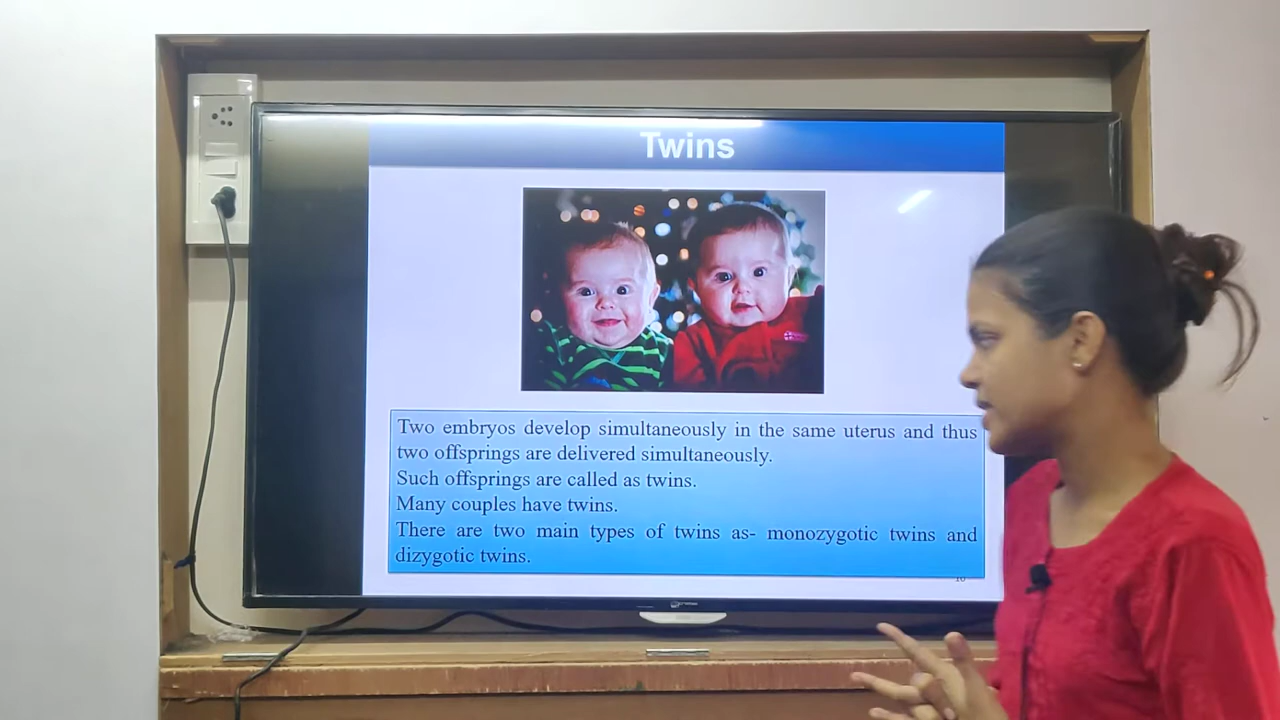 Twins
Two embryos develop simultaneously in the same uterus and thus
two offsprings are delivered simultaneously.
Such offsprings are called as twins.
Many couples have twins.
There are two main types of twins as- monozygotic twins and
dizygotic twins.